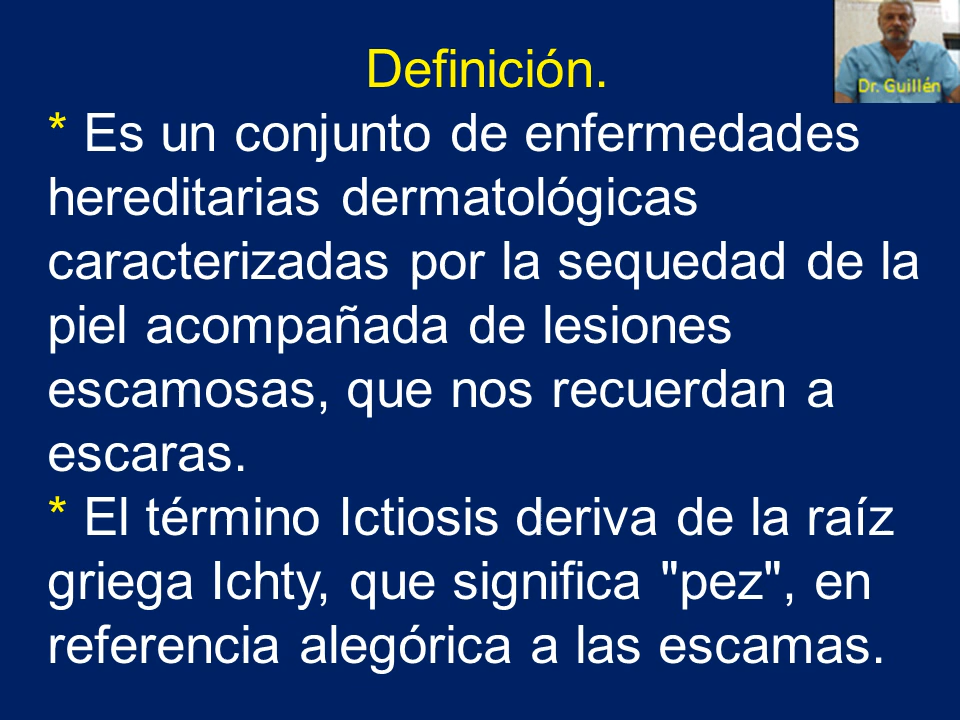 Definición.
Dr. Guillén
* Es un conjunto de enfermedades
hereditarias dermatológicas
caracterizadas por la sequedad de la
piel acompañada de lesiones
escamosas, que nos recuerdan a
escaras.
* El término Ictiosis deriva de la raíz
griega Ichty, que significa "pez", en
referencia alegórica a las escamas.